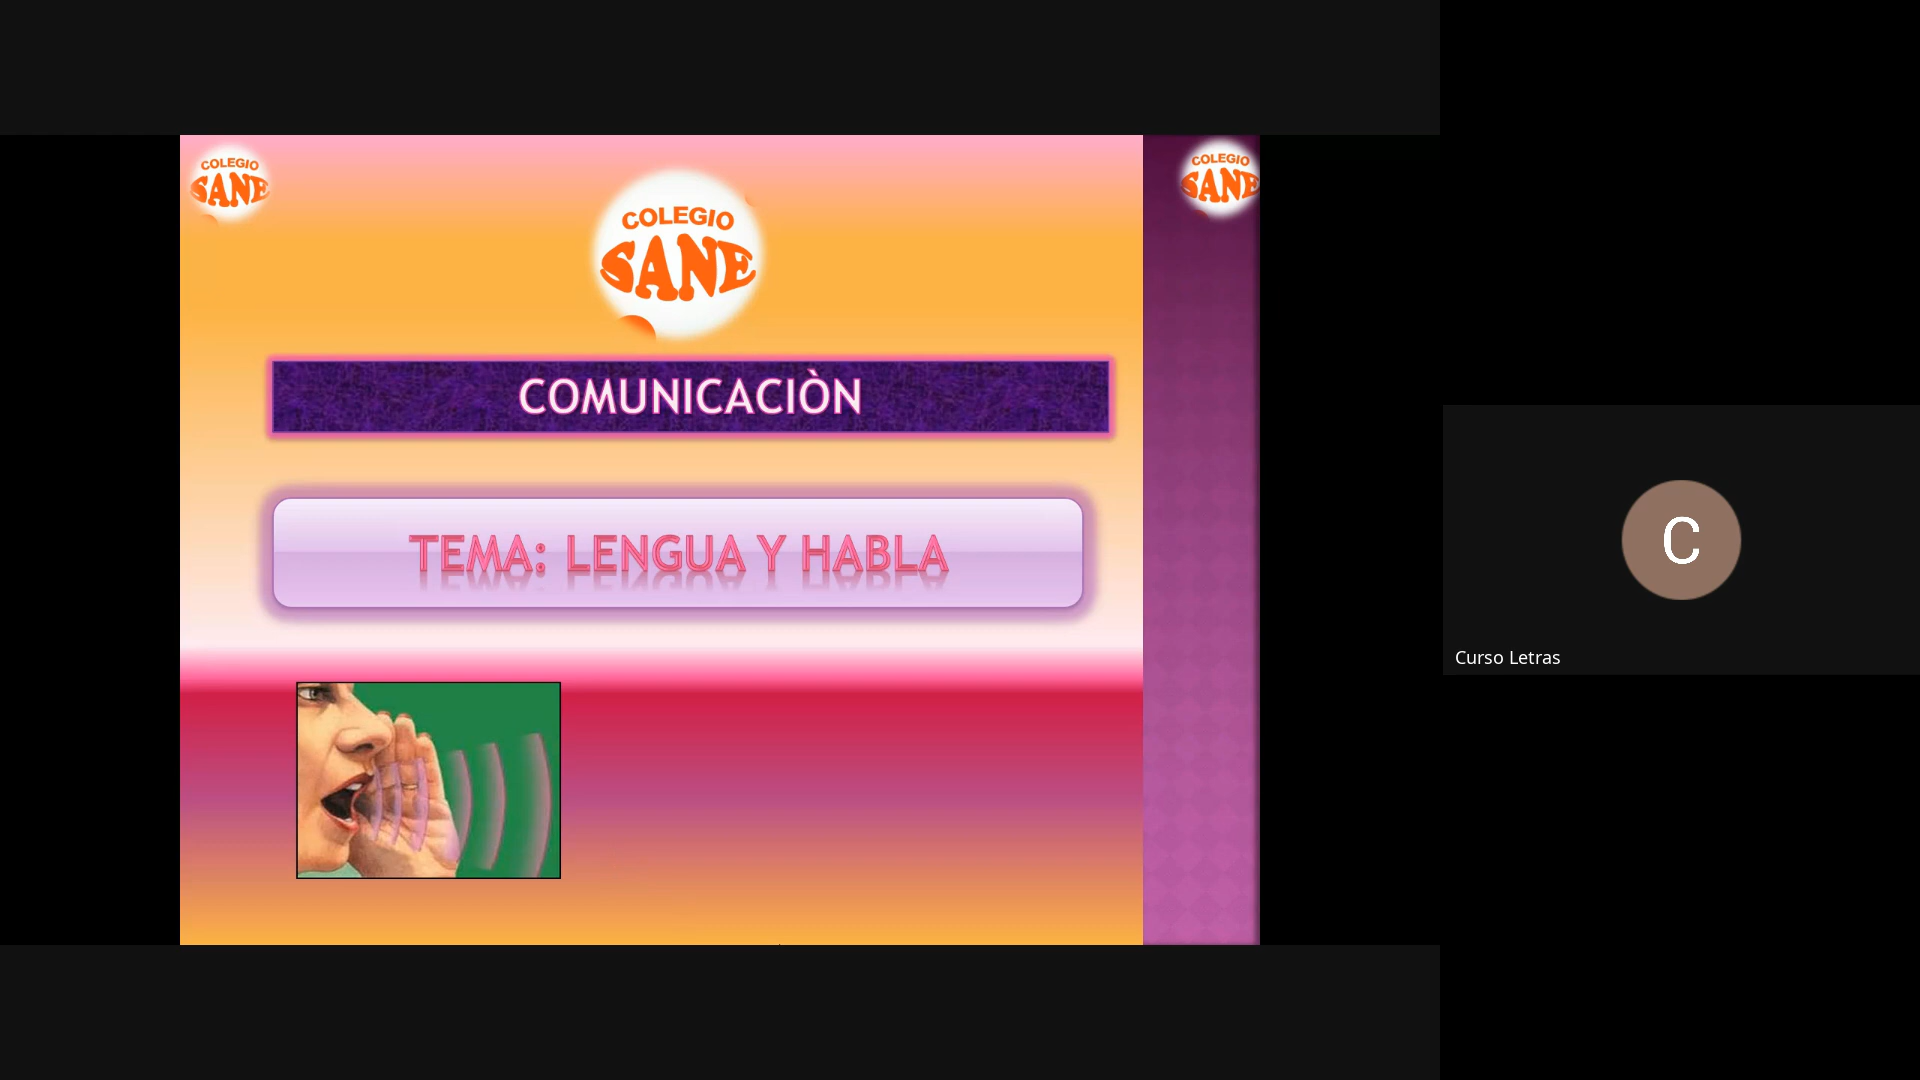 COLEGIO
SANE
COLEGIO
SANE
COLEGIO
SANE
COMUNICACIÒN
TEMA: LENGUA Y HABLA
C
Curso Letras